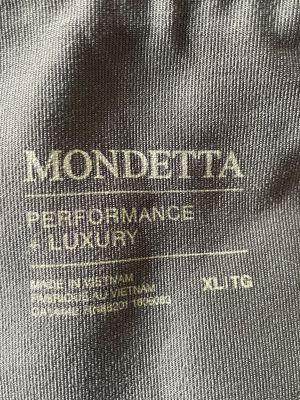 MONDETTA
PERFORMANCE
+ LUXURY
MADE IN VIETNAM
FABRIQUÉ AU VIETNAM
XL/TG